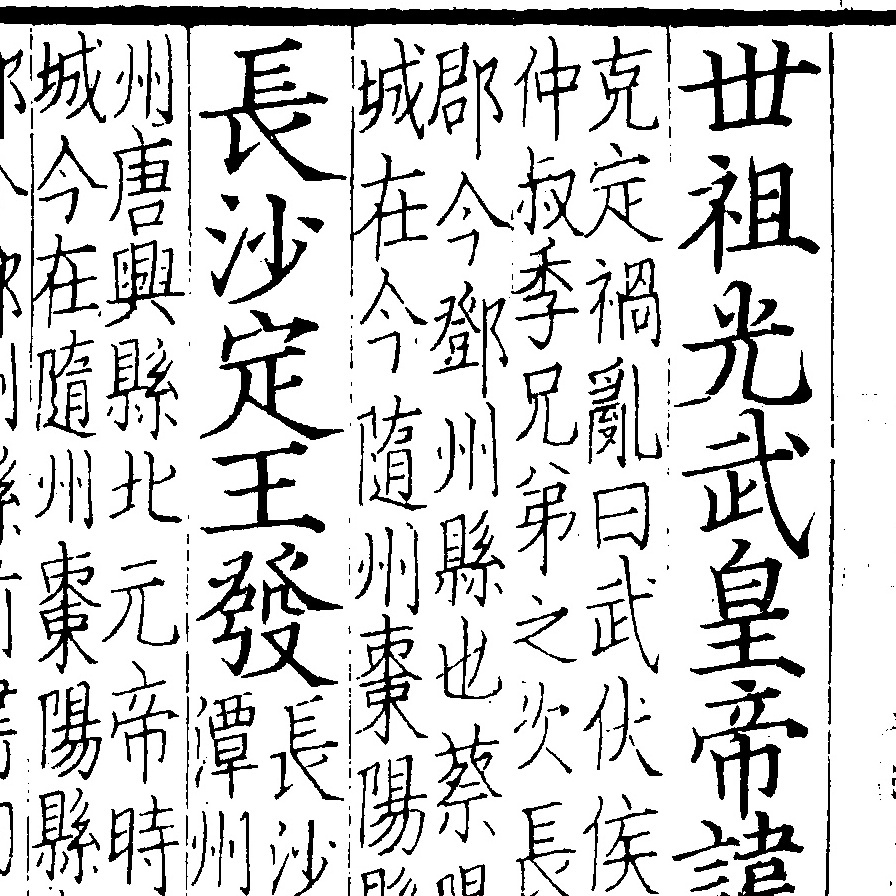 世祖光武皇帝諱
克定禍亂曰武伏侯
仲叔季兄弟之次長
郡今鄧州縣也蔡陽
城在今隨州棗陽縣
長沙定王發
長沙
潭州
州唐興縣北元帝時
城今在隨州棗陽縣